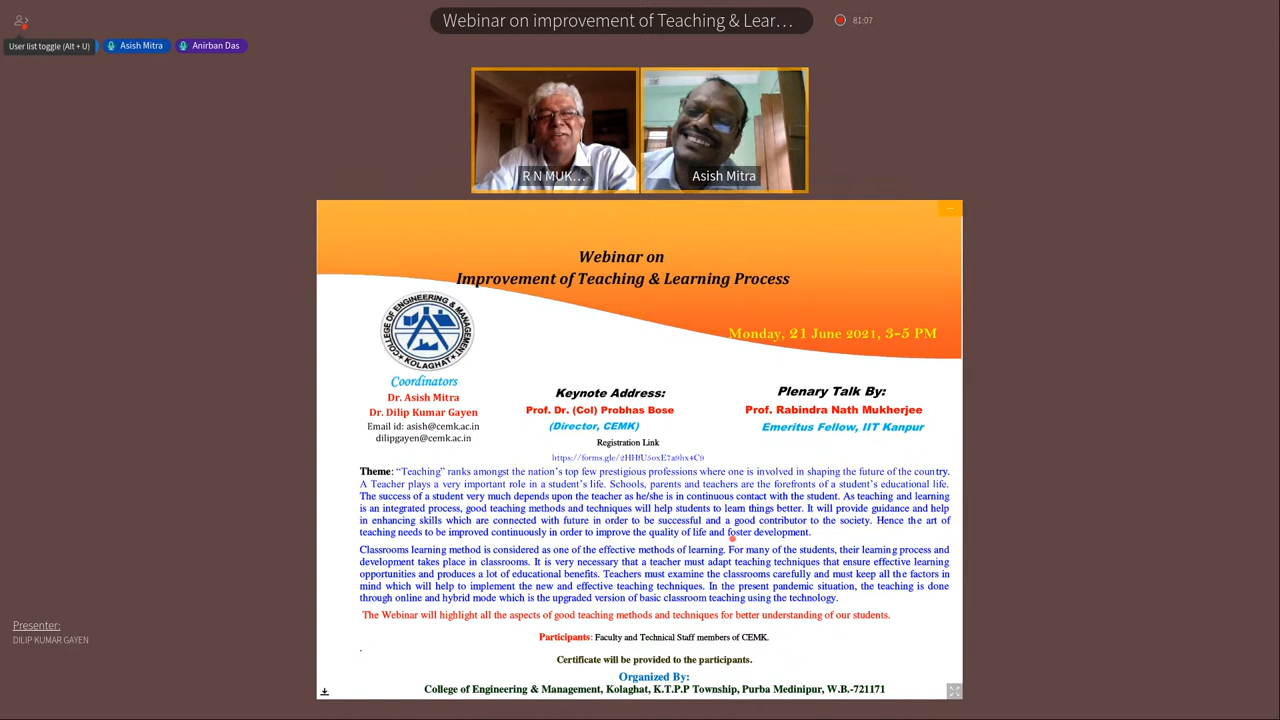 Webinar on improvement of Teaching & Lear...
81:07
User list toggle (Alt + U)
Asish Mitra
Anirban Das
R N MUK...
Asish Mitra
Webinar on
Improvement of Teaching & Learning Process
Monday, 21 June 2021, 3-5 PM
COLLEGE OF ENGINEERING & MANAGEMENT, KOLAGHAT
Coordinators
Dr. Asish Mitra
Dr. Dilip Kumar Gayen
Email id: asish@cemk.ac.in
dilipgayen@cemk.ac.in
Keynote Address:
Prof. Dr. (Col) Probhas Bose
(Director, CEMK)
Plenary Talk By:
Prof. Rabindra Nath Mukherjee
Emeritus Fellow, IIT Kanpur
Registration Link
https://forms.gle/2HHfU5oxE7a9hx4C9
Theme: “Teaching” ranks amongst the nation’s top few prestigious professions where one is involved in shaping the future of the country.
A Teacher plays a very important role in a student’s life. Schools, parents and teachers are the forefronts of a student’s educational life.
The success of a student very much depends upon the teacher as he/she is in continuous contact with the student. As teaching and learning
is an integrated process, good teaching methods and techniques will help students to learn things better. It will provide guidance and help
in enhancing skills which are connected with future in order to be successful and a good contributor to the society. Hence the art of
teaching needs to be improved continuously in order to improve the quality of life and foster development.
Classrooms learning method is considered as one of the effective methods of learning. For many of the students, their learning process and
development takes place in classrooms. It is very necessary that a teacher must adapt teaching techniques that ensure effective learning
opportunities and produces a lot of educational benefits. Teachers must examine the classrooms carefully and must keep all the factors in
mind which will help to implement the new and effective teaching techniques. In the present pandemic situation, the teaching is done
through online and hybrid mode which is the upgraded version of basic classroom teaching using the technology.
The Webinar will highlight all the aspects of good teaching methods and techniques for better understanding of our students.
Participants: Faculty and Technical Staff members of CEMK.
Certificate will be provided to the participants.
Organized By:
College of Engineering & Management, Kolaghat, K.T.P.P Township, Purba Medinipur, W.B.-721171
Presenter:
DILIP KUMAR GAYEN